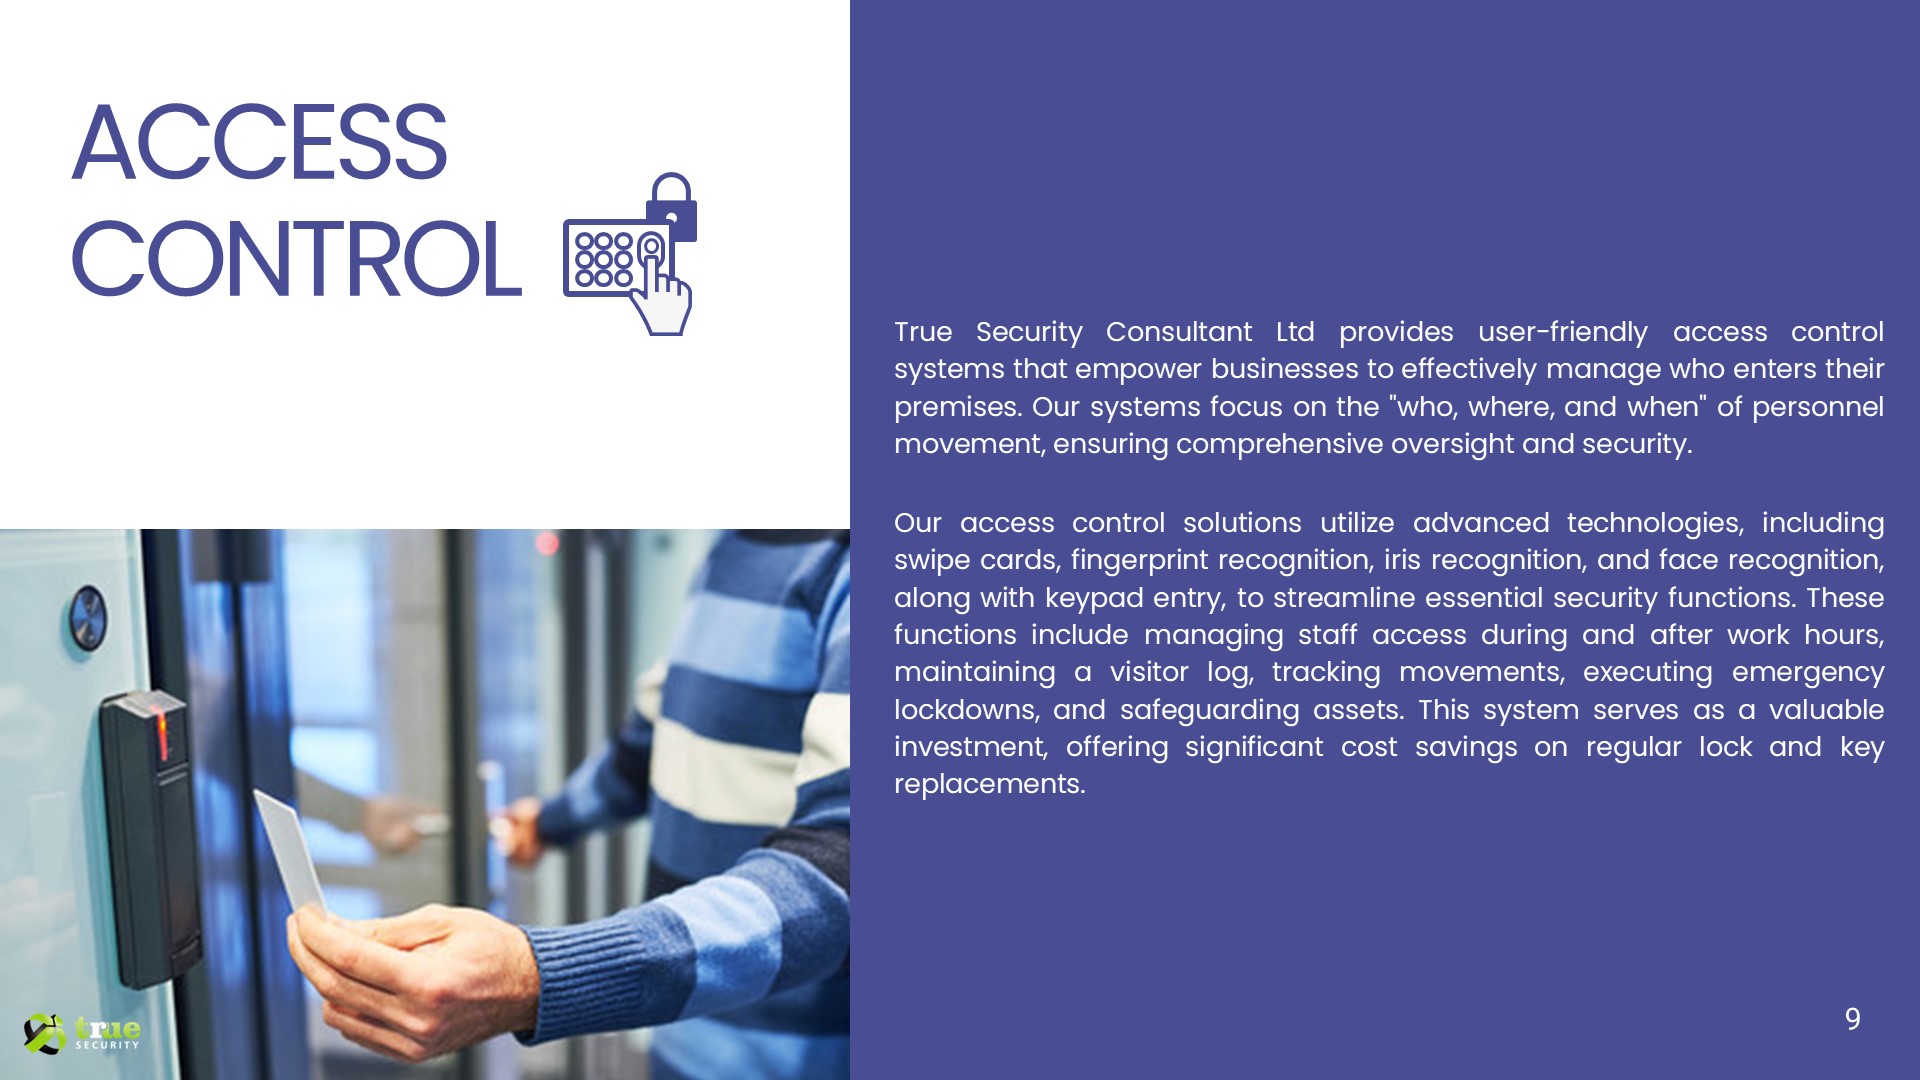 ACCESS
CONTROL
True Security Consultant Ltd provides user-friendly access control
systems that empower businesses to effectively manage who enters their
premises. Our systems focus on the "who, where, and when" of personnel
movement, ensuring comprehensive oversight and security.
Our access control solutions utilize advanced technologies, including
swipe cards, fingerprint recognition, iris recognition, and face recognition,
along with keypad entry, to streamline essential security functions. These
functions include managing staff access during and after work hours,
maintaining a visitor log, tracking movements, executing emergency
lockdowns, and safeguarding assets. This system serves as a valuable
investment, offering significant cost savings on regular lock and key
replacements.
true
SECURITY
9